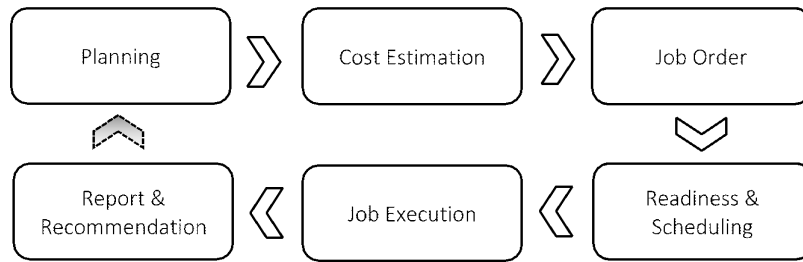 Planning
Cost Estimation
Job Order
Report &
Recommendation
Job Execution
Readiness &
Scheduling